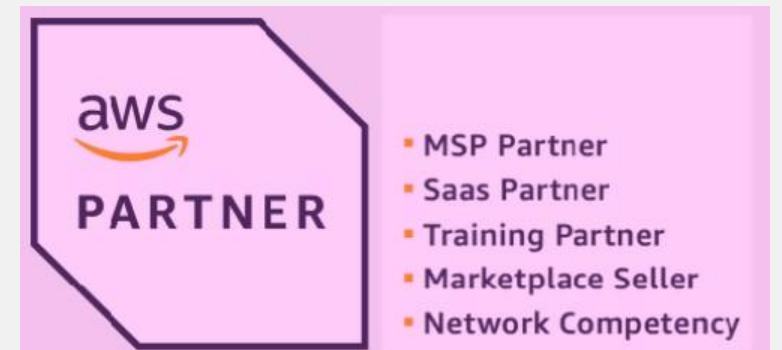 aws
PARTNER
MSP Partner
Saas Partner
Training Partner
Marketplace Seller
Network Competency